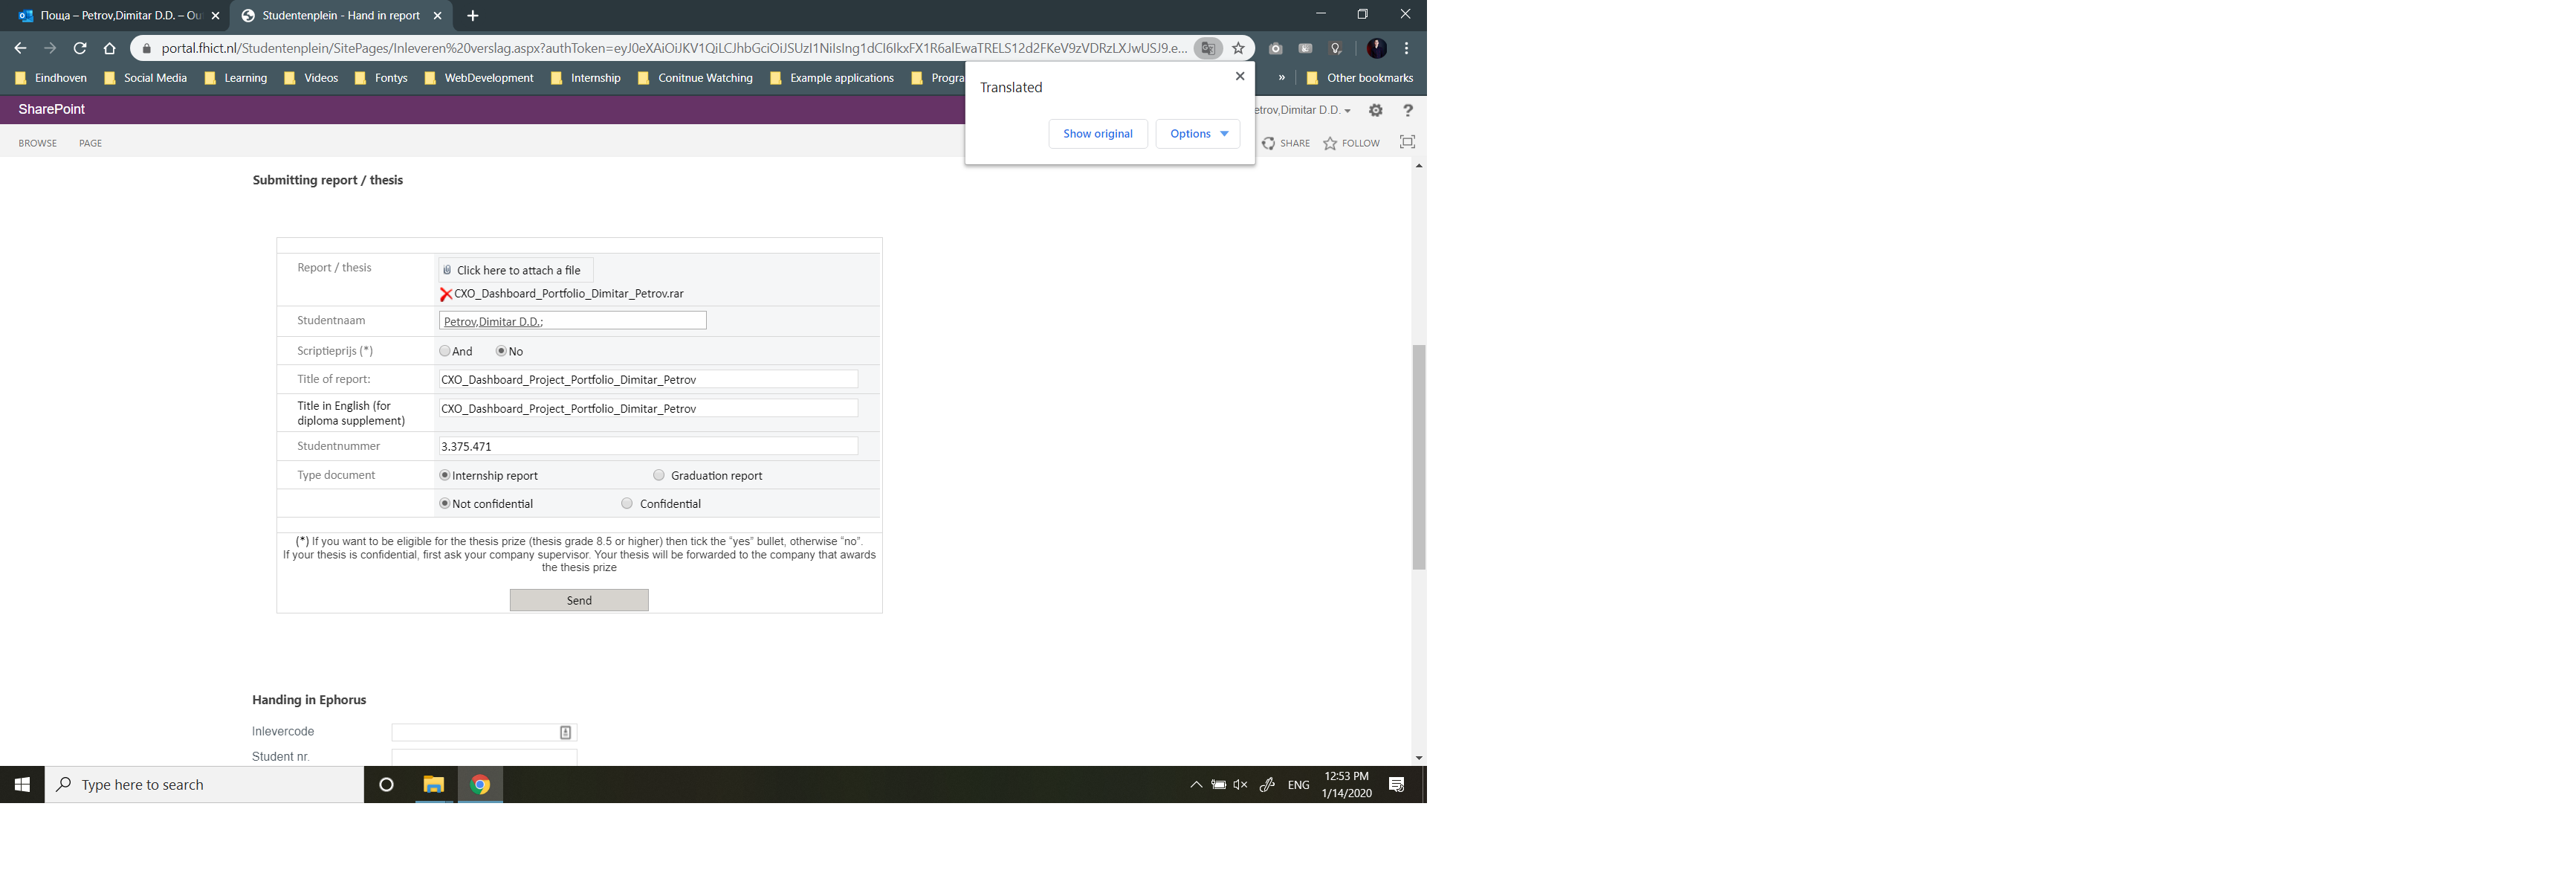 Поща – Petrov,Dimitar D.D. – Ou
Studentenplein - Hand in report
portal.fhict.nl/Studentenplein/SitePages/Inleveren%20verslag.aspx?authToken=
Eindhoven Social Media Learning Videos Fontys WebDevelopment Internship Conitnue Watching Example applications Progra » Other bookmarks
Translated
Show original Options
SharePoint
etrov,Dimitar D.D. ?
BROWSE PAGE
SHARE FOLLOW
Submitting report / thesis
Report / thesis Click here to attach a file
CXO_Dashboard_Portfolio_Dimitar_Petrov.rar
Studentnaam Petrov,Dimitar D.D.;
Scriptieprijs (*) And No
Title of report: CXO_Dashboard_Project_Portfolio_Dimitar_Petrov
Title in English (for
diploma supplement) CXO_Dashboard_Project_Portfolio_Dimitar_Petrov
Studentnummer 3.375.471
Type document Internship report Graduation report
Not confidential Confidential
(*) If you want to be eligible for the thesis prize (thesis grade 8.5 or higher) then tick the “yes” bullet, otherwise “no”.
If your thesis is confidential, first ask your company supervisor. Your thesis will be forwarded to the company that awards
the thesis prize
Send
Handing in Ephorus
Inlevercode
Student nr.
Type here to search
ENG
12:53 PM
1/14/2020